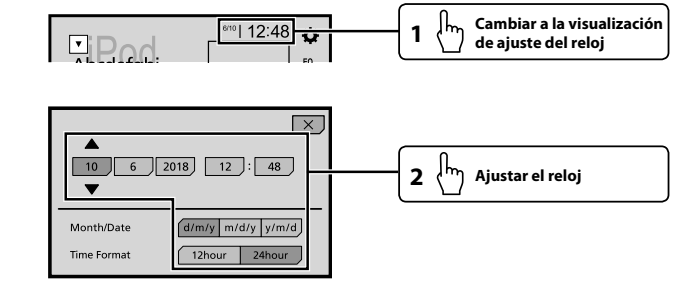 6/10 12:48
iPod
1 Cambiar a la visualización
de ajuste del reloj
10 6 2018 12 : 48
2 Ajustar el reloj
Month/Date d/m/y m/d/y y/m/d
Time Format 12hour 24hour